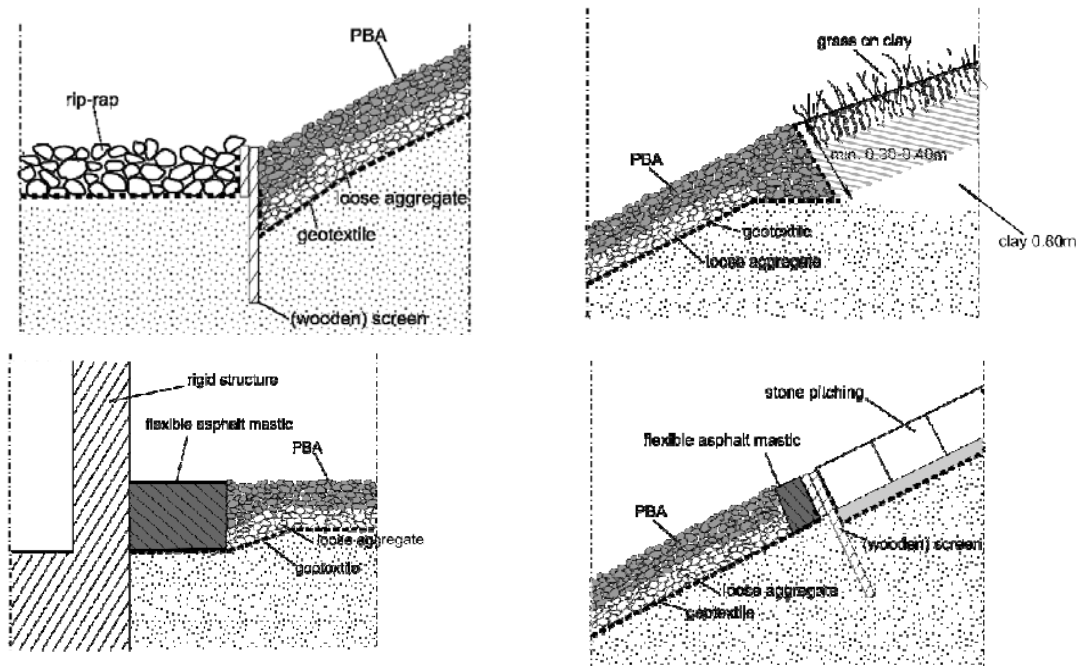 PBA
rip-rap
loose aggregate
geotextile
(wooden) screen
grass on clay
PBA
min. 0.30-0.40m
geotextile
loose aggregate
clay 0.60m
rigid structure
flexible asphalt mastic
PBA
loose aggregate
geotextile
stone pitching
flexible asphalt mastic
PBA
(wooden) screen
loose aggregate
geotextile